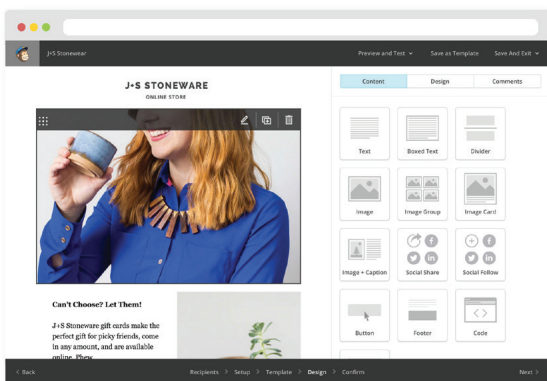 J+S Stonewear
Preview and Test
Save as Template
Save And Exit
J+S STONEWARE
ONLINE STORE
Content
Design
Comments
Text
Boxed Text
Divider
Image
Image Group
Image Card
Image + Caption
Social Share
Social Follow
Button
Footer
Code
Can't Choose? Let Them!
J+S Stoneware gift cards make the
perfect gift for picky friends, come
in any amount, and are available
online. Phew.
< Back
Recipients > Setup > Template > Design > Confirm
Next >